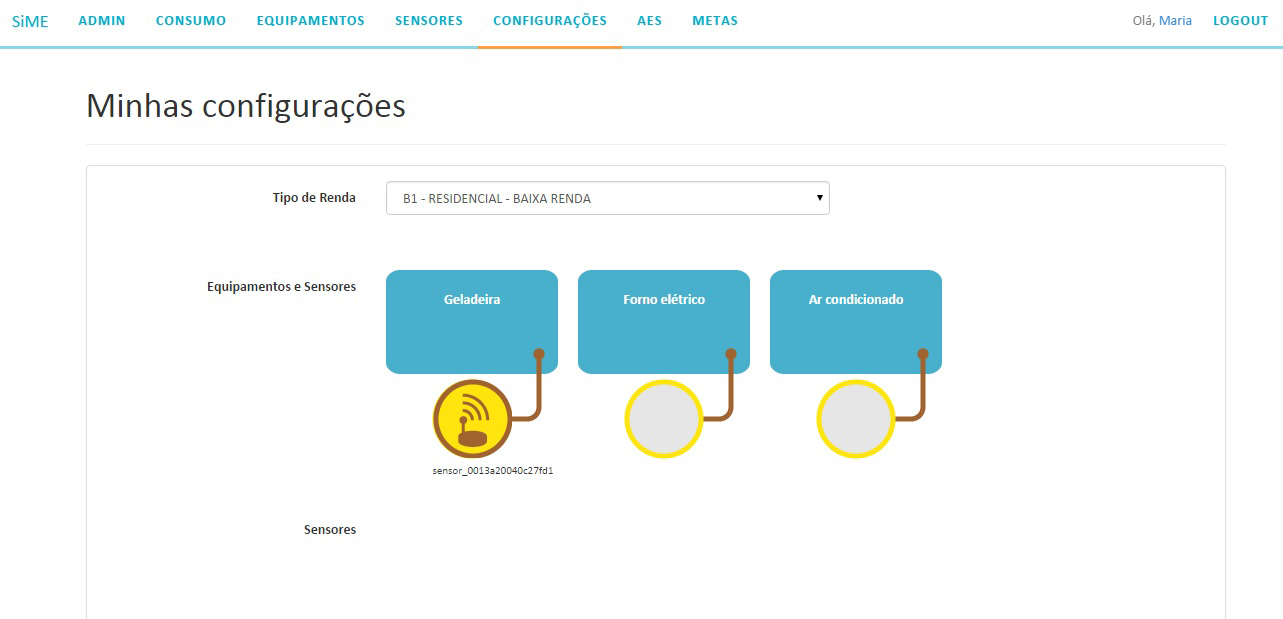 SiME ADMIN CONSUMO EQUIPAMENTOS SENSORES CONFIGURAÇÕES AES METAS Olá, Maria LOGOUT
Minhas configurações
Tipo de Renda B1 - RESIDENCIAL - BAIXA RENDA
Equipamentos e Sensores Geladeira Forno elétrico Ar condicionado
sensor_0013a20040c27fd1
Sensores